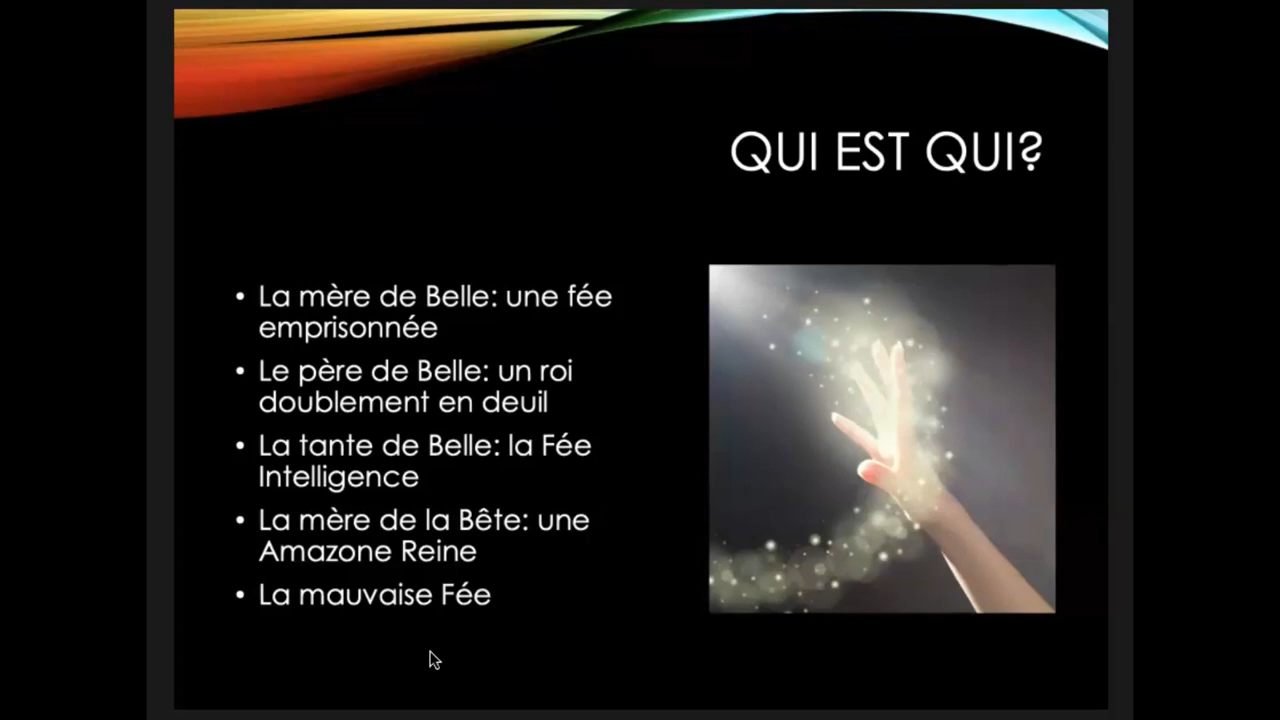 QUI EST QUI?
• La mère de Belle: une fée
emprisonnée
• Le père de Belle: un roi
doublement en deuil
• La tante de Belle: la Fée
Intelligence
• La mère de la Bête: une
Amazone Reine
• La mauvaise Fée